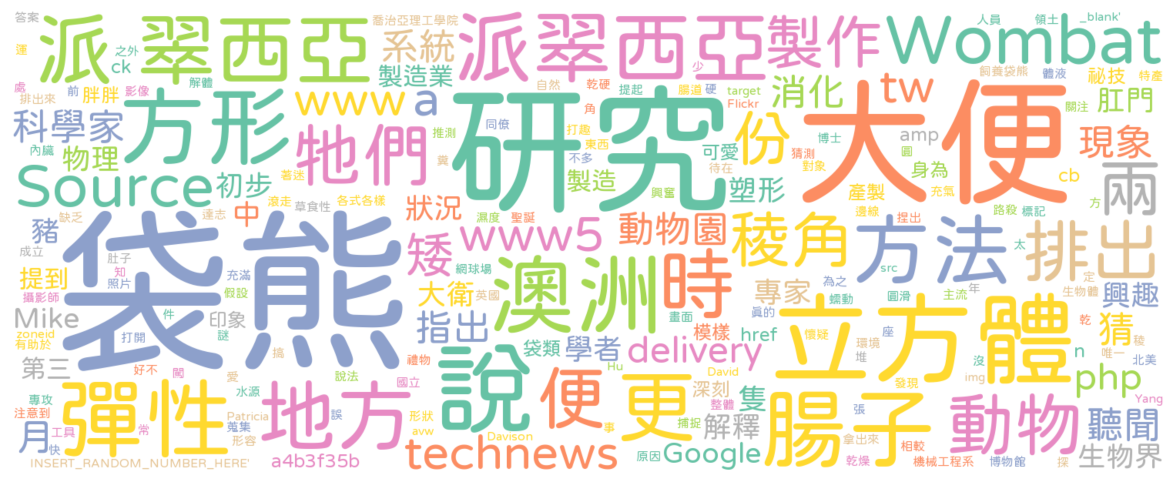 答案 喬治亞理工學院 人員 領土 _blank'
派翠西亞 系統 派翠西亞 製作 Wombat
運 之外 ck 製造業 少
處 前 胖胖 影像 解體 自然 乾硬 提起 腸道 硬 target 消化 tw 飼養袋熊 體液 祕技 特產
排出來 www a Flickr 肛門
科學家 方形 牠們 推測 研究 同僚 打趣 角 份 博士 大便 amp 關注 現象
內臟 物理 糞 東西 可愛 猜測 圓 身為
Source 初步 著迷 製造 興奮 不多 待在 塑形 對象 產製 充氣 cb 兩
缺乏 豬 達志 中 滾走 草食性 各式各樣 狀況 濕度 聖誕 動物園 稜角 邊線 捏出 路殺 標記 方
成立 肚子 袋熊 矮 www5 方法 太 排出
提到 知 照片 充滿 網球場 澳洲 時 src 年 定
攝影師 假設 大衛 英國 畫面 專家 真的 為之 圓滑 主流 生物體 興趣
Mike zoneid 件 印象 指出 模樣 href 蠕動 立方體 乾 猜
有助於 打開 謎 懷疑 座 環境 唯一 稜
第三 搞 禮物 說 袋類 學者 delivery 堆 沒 n 北美
好不 闖 Hu David 發現 img php
專攻 愛 水源 說法 國立 便 更 深刻 隻 張 Yang
注意到 彈性 Patricia 地方 誤 形狀 整體 捕捉 解釋 腸子 拿出來 相較 動物 聽聞
月 工具 常 蒐集 avw Davison 事
快 形容 technews 原因 Google 探 生物界
INSERT_RANDOM_NUMBER_HERE' a4b3f35b 乾燥 機械工程系 博物館